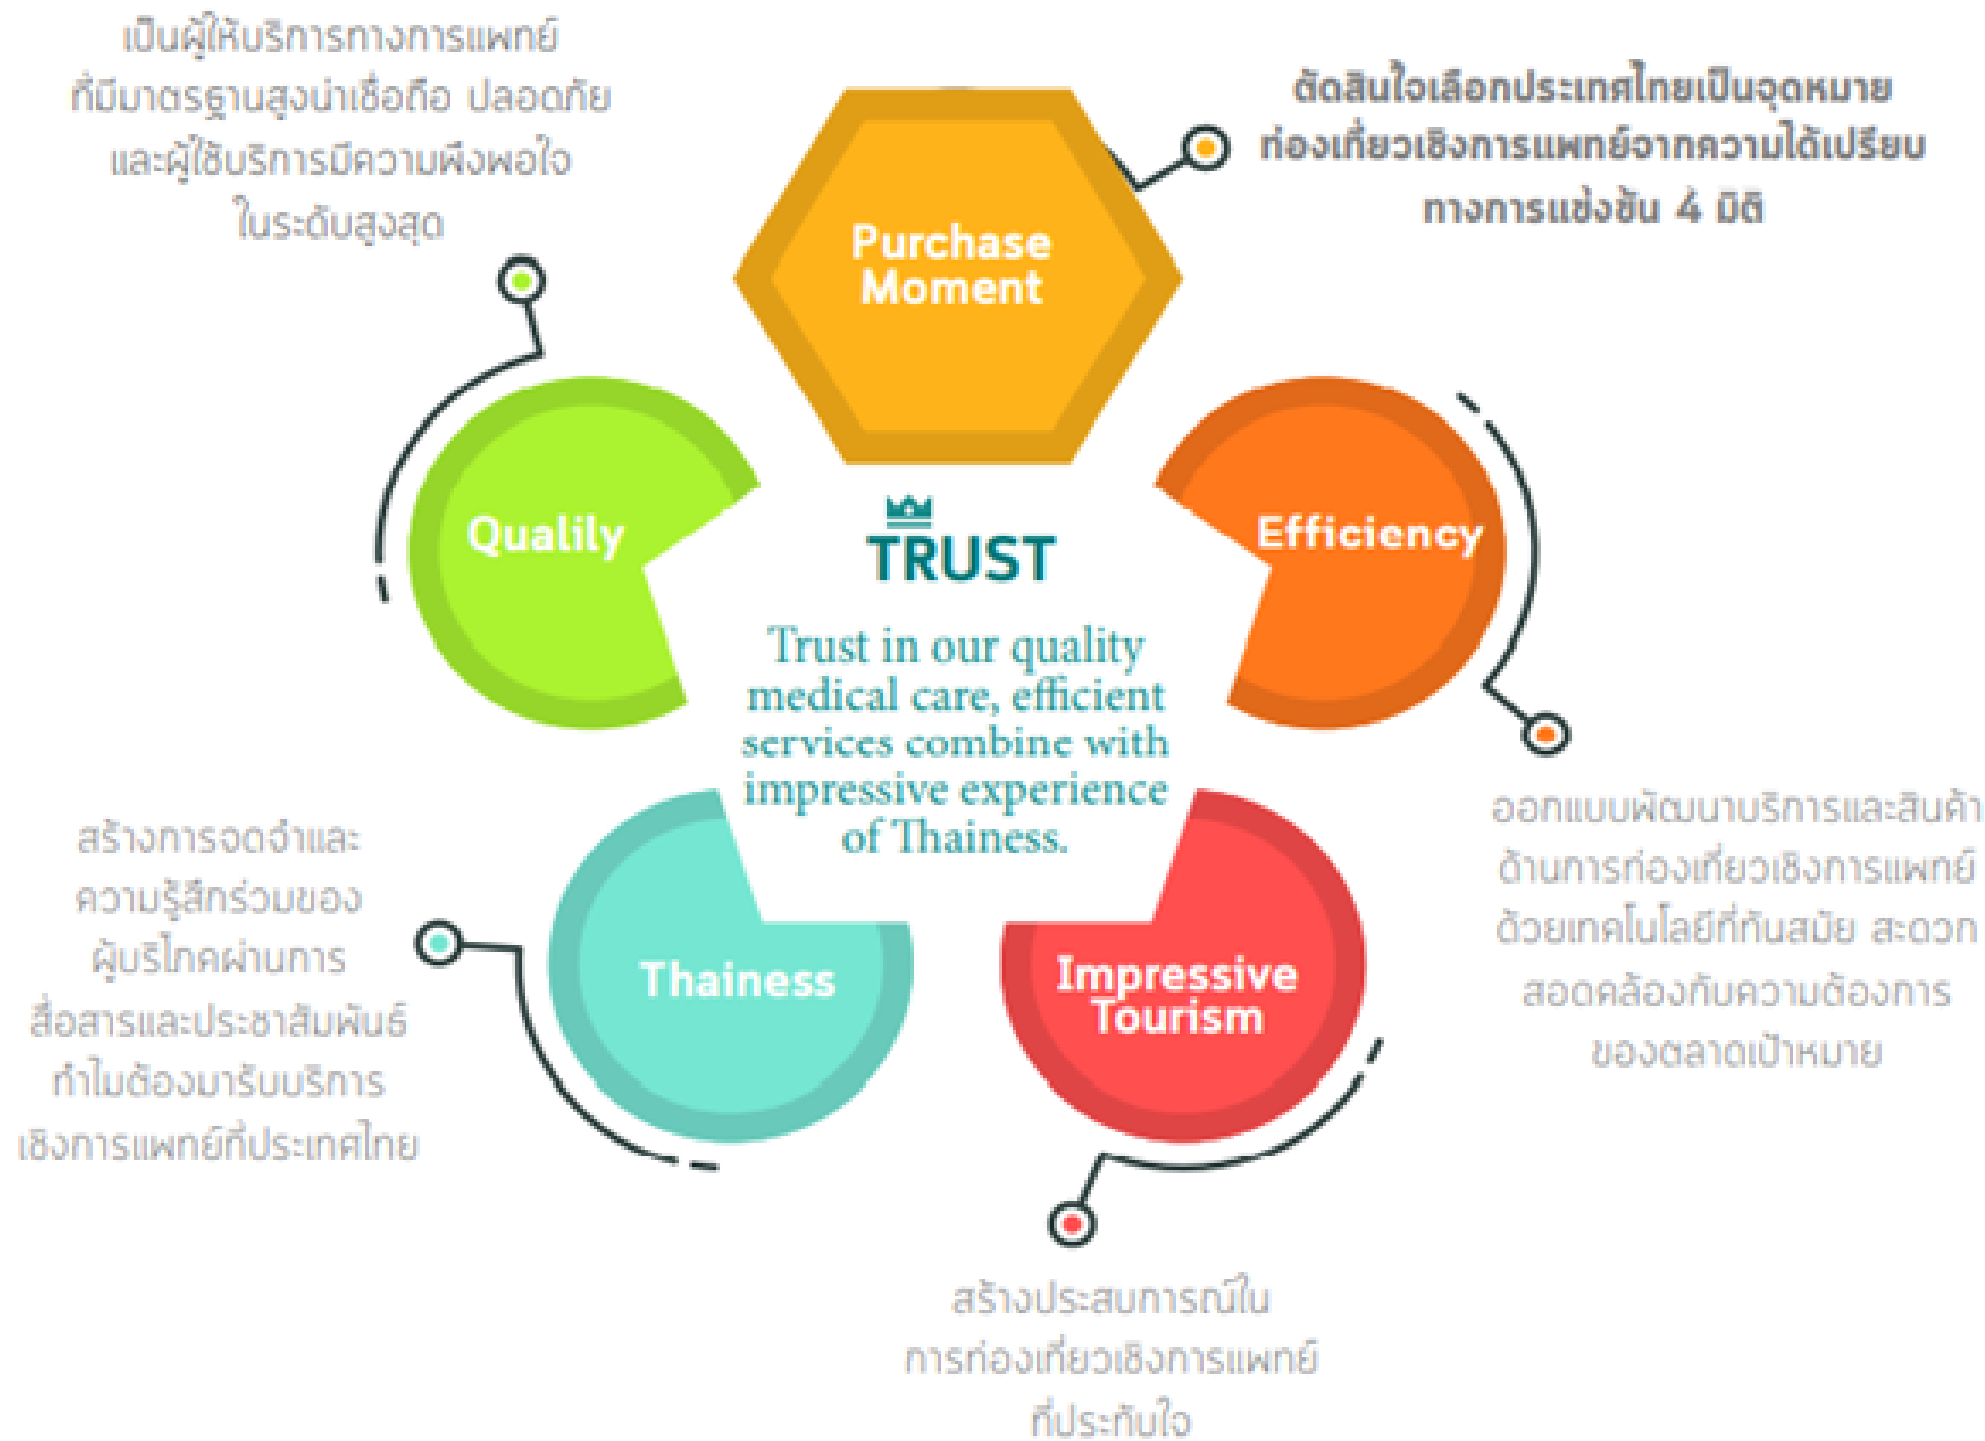 เป็นผู้ให้บริการทางการแพทย์
ที่มีมาตรฐานสูงน่าเชื่อถือ ปลอดภัย
และผู้ใช้บริการมีความพึงพอใจ
ในระดับสูงสุด
ตัดสินใจเลือกประเทศไทยเป็นจุดหมาย
ท่องเที่ยวเชิงการแพทย์จากความได้เปรียบ
ทางการแข่งขัน 4 มิติ
Purchase
Moment
Qualily
Efficiency
TRUST
Trust in our quality
medical care, efficient
services combine with
impressive experience
of Thainess.
สร้างการจดจำและ
ความรู้สึกร่วมของ
ผู้บริโภคผ่านการ
สื่อสารและประชาสัมพันธ์
ทำไมต้องมารับบริการ
เชิงการแพทย์ที่ประเทศไทย
Thainess
Impressive
Tourism
ออกแบบพัฒนาบริการและสินค้า
ด้านการท่องเที่ยวเชิงการแพทย์
ด้วยเทคโนโลยีที่ทันสมัย สะดวก
สอดคล้องกับความต้องการ
ของตลาดเป้าหมาย
สร้างประสบการณ์ใน
การท่องเที่ยวเชิงการแพทย์
ที่ประทับใจ